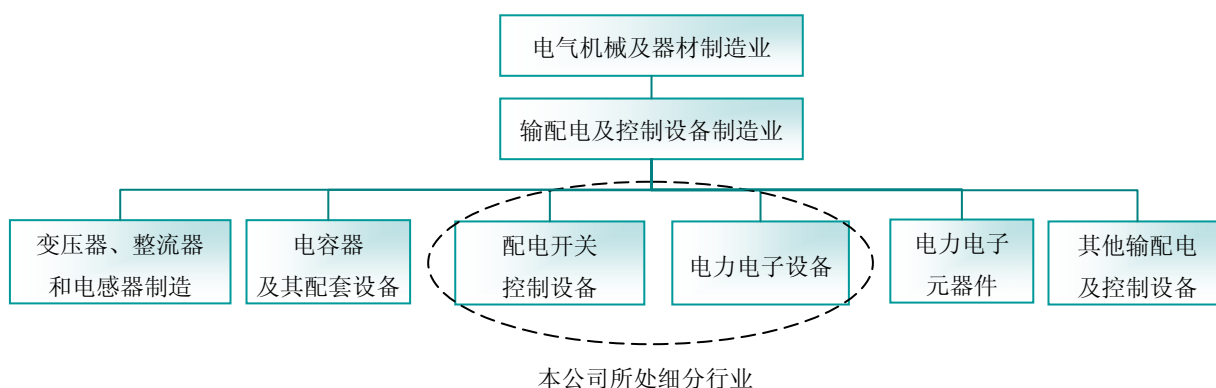 电气机械及器材制造业
输配电及控制设备制造业
变压器、整流器
和电感器制造
电容器
及其配套设备
配电开关
控制设备
电力电子设备
电力电子
元器件
其他输配电
及控制设备
本公司所处细分行业